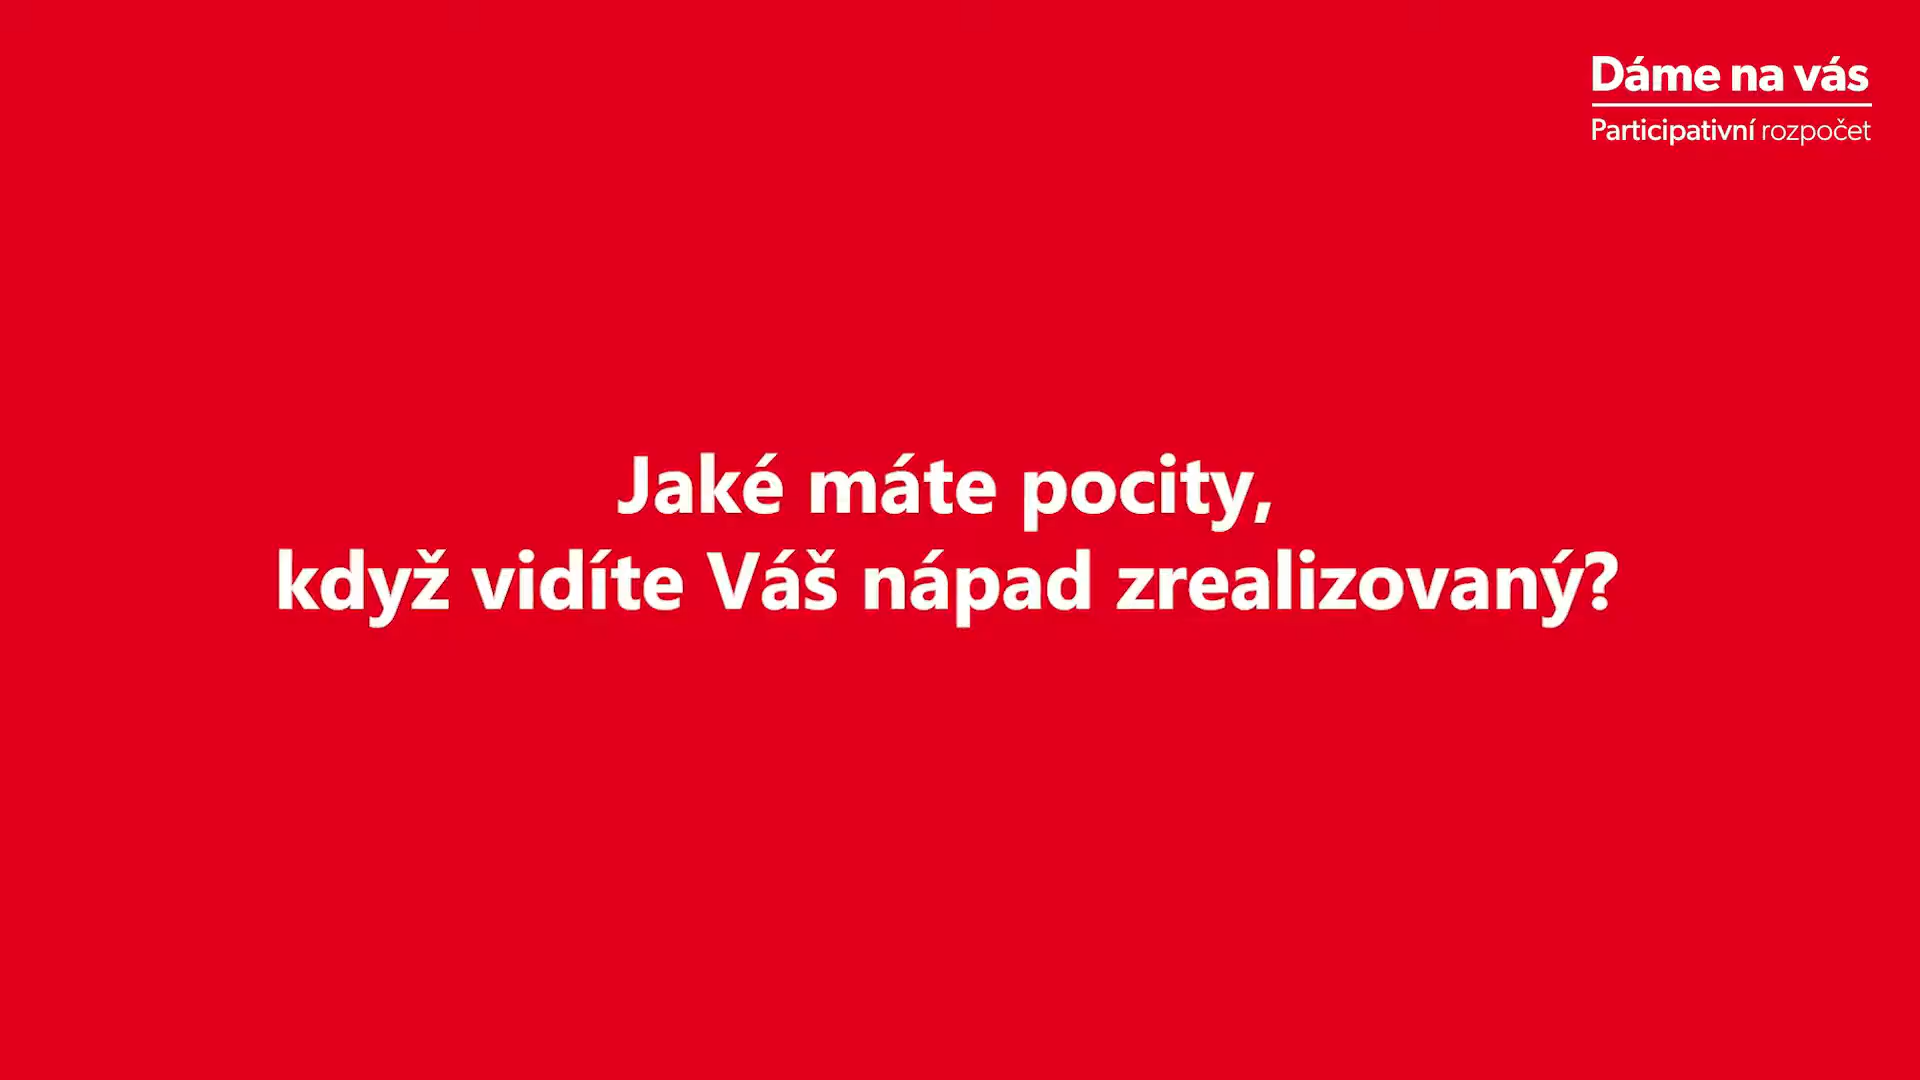 Dáme na vás
Participativní rozpočet
Jaké máte pocity,
když vidíte Váš nápad zrealizovaný?